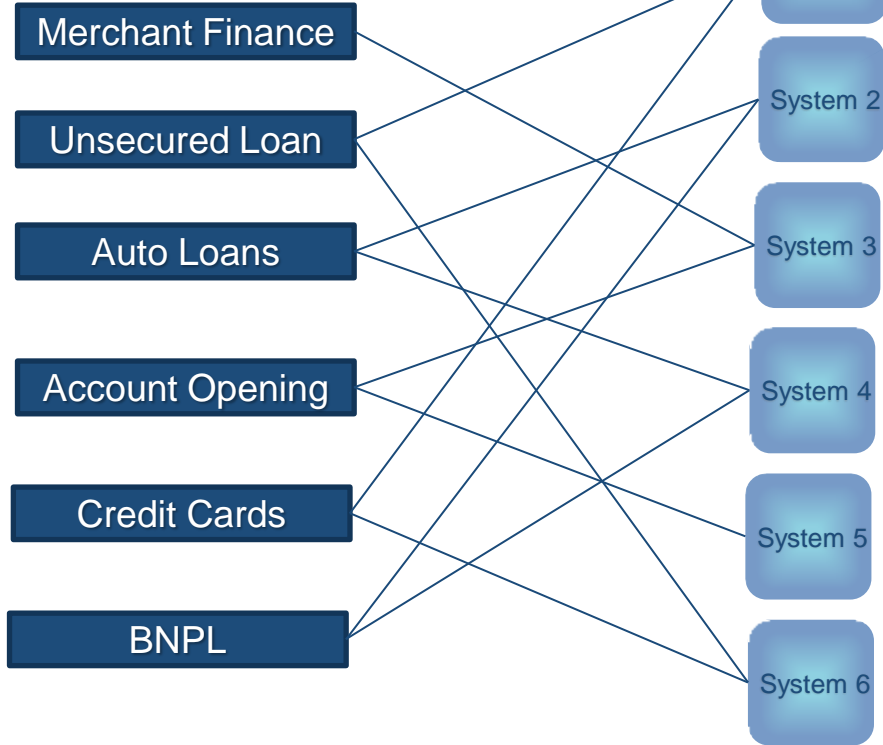 Merchant Finance
Unsecured Loan
Auto Loans
Account Opening
Credit Cards
BNPL
System 2
System 3
System 4
System 5
System 6